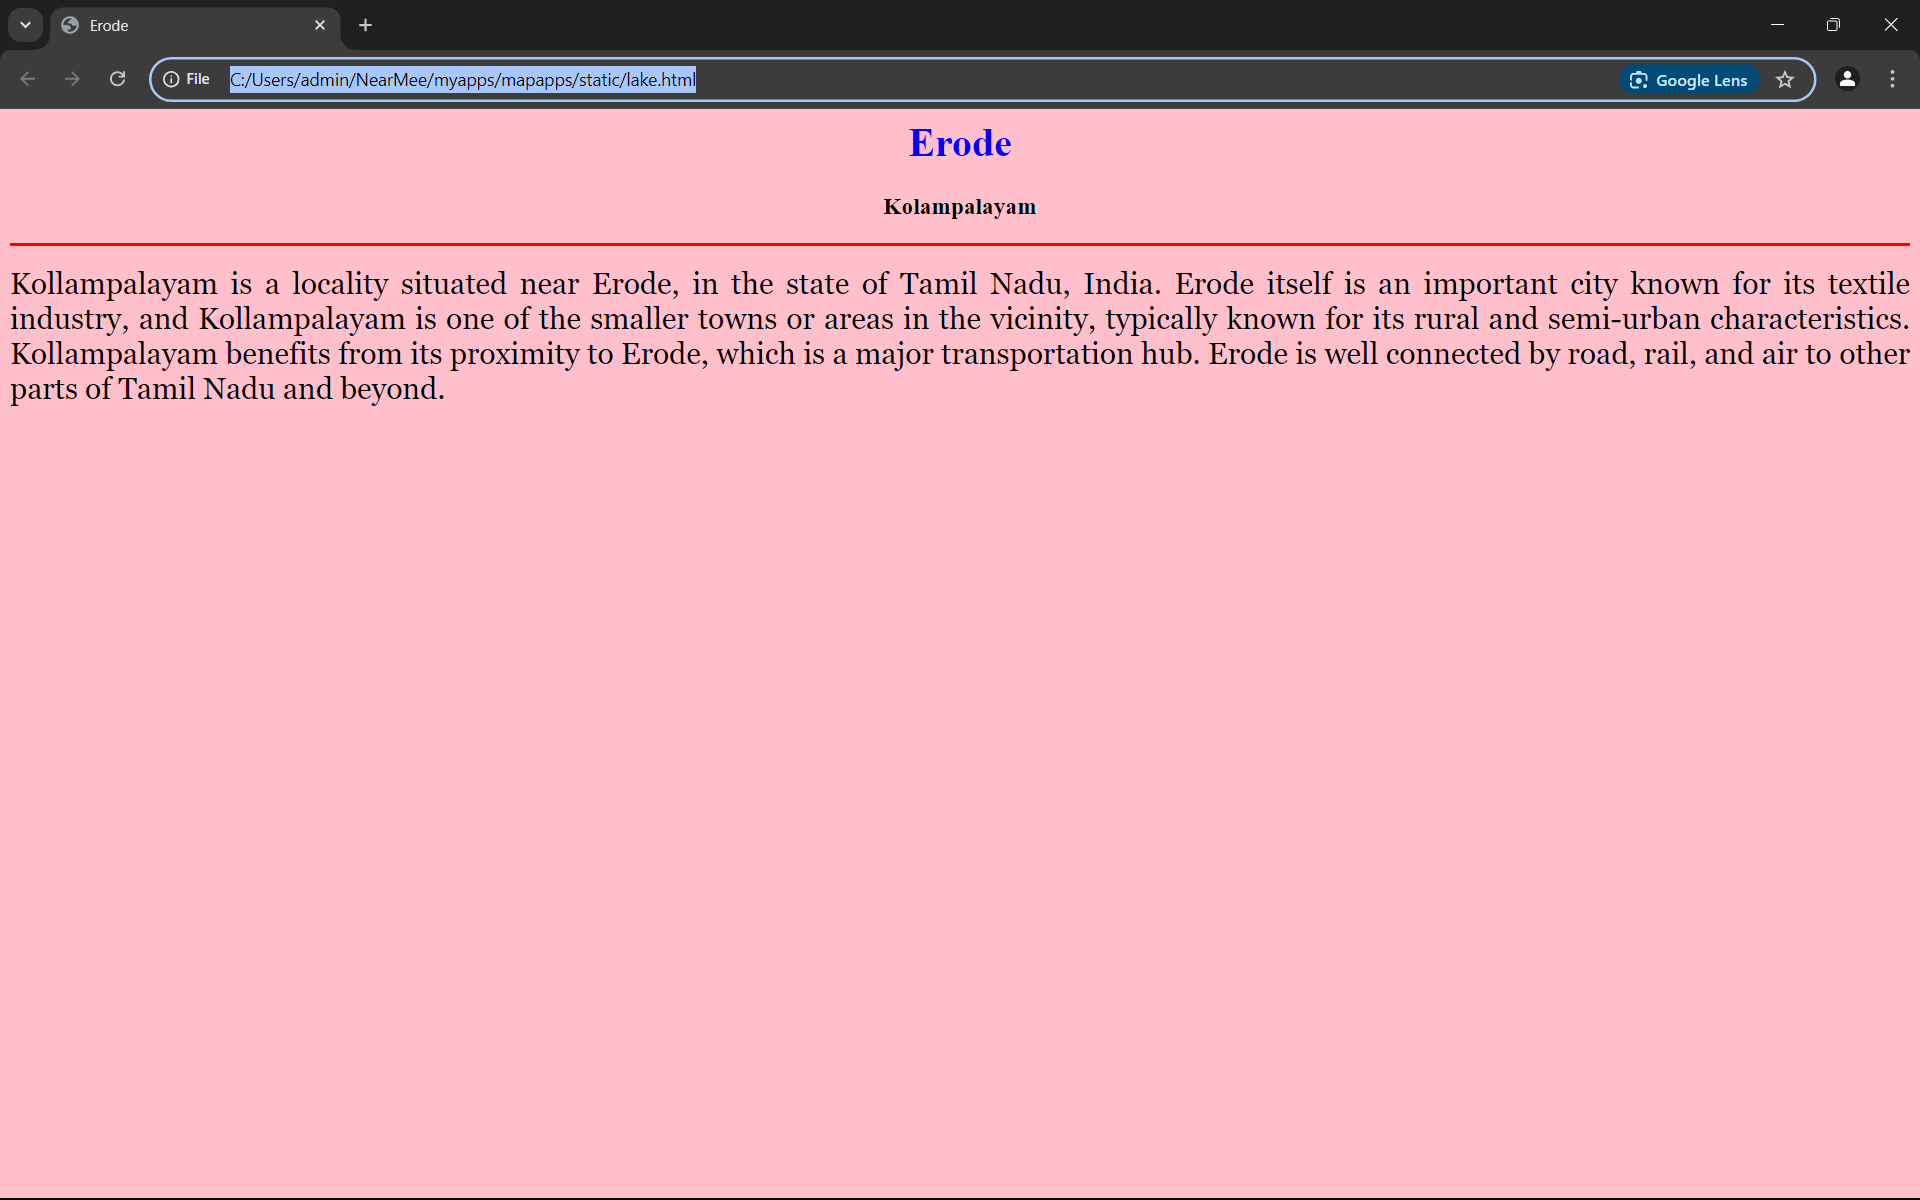 Erode
File
C:/Users/admin/NearMee/myapps/mapapps/static/lake.html
Google Lens
Erode
Kolampalayam
Kollampalayam is a locality situated near Erode, in the state of Tamil Nadu, India. Erode itself is an important city known for its textile
industry, and Kollampalayam is one of the smaller towns or areas in the vicinity, typically known for its rural and semi-urban characteristics.
Kollampalayam benefits from its proximity to Erode, which is a major transportation hub. Erode is well connected by road, rail, and air to other
parts of Tamil Nadu and beyond.